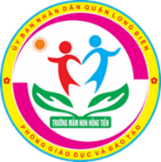 ỦY BAN NHÂN DÂN QUẬN LONG BIÊN
TRƯỜNG MẦM NON HỒNG TIẾN
PHÒNG GIÁO DỤC VÀ ĐÀO TẠO